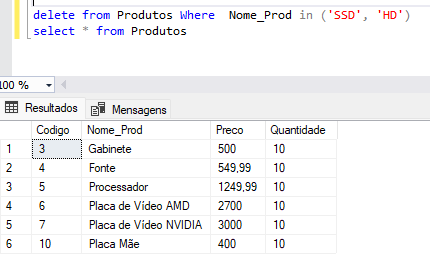 delete from Produtos Where Nome_Prod in ('SSD', 'HD')
select * from Produtos
00 %
Resultados Mensagens
Codigo Nome_Prod Preco Quantidade
1 3 Gabinete 500 10
2 4 Fonte 549,99 10
3 5 Processador 1249,99 10
4 6 Placa de Vídeo AMD 2700 10
5 7 Placa de Vídeo NVIDIA 3000 10
6 10 Placa Mãe 400 10